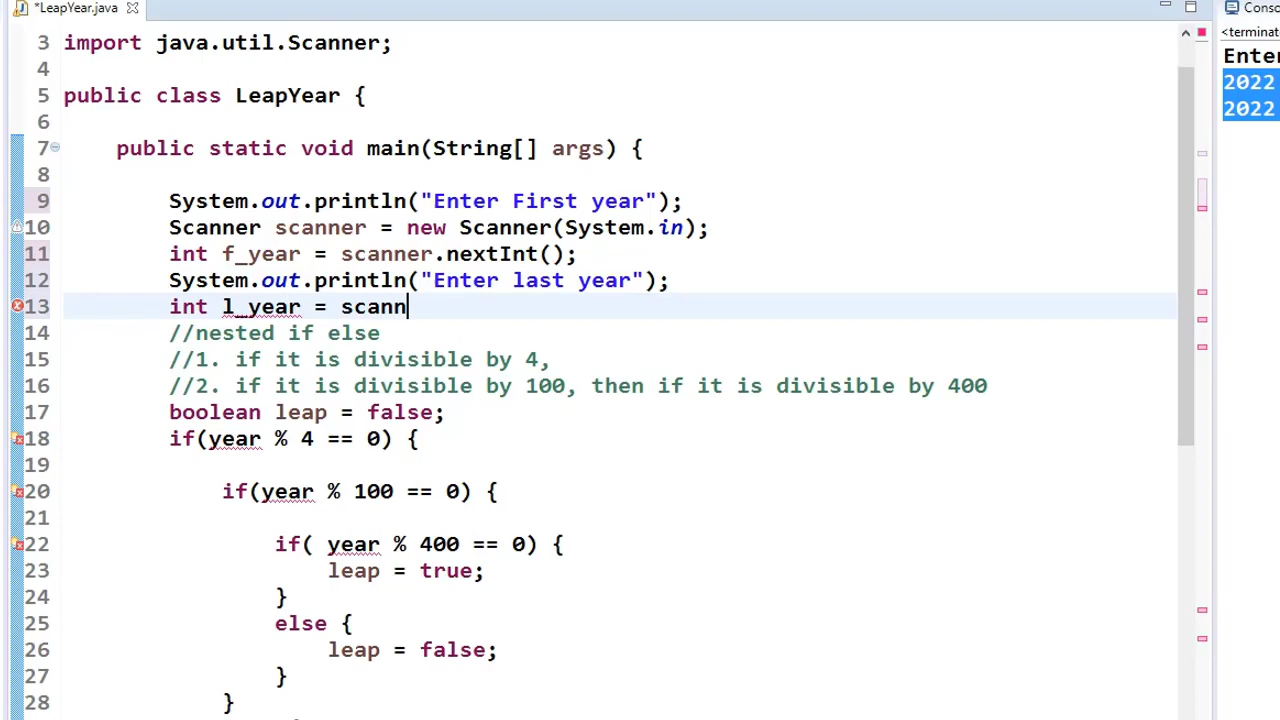 *LeapYear.java
3 import java.util.Scanner;
4
5 public class LeapYear {
6
7 public static void main(String[] args) {
8
9 System.out.println("Enter First year");
10 Scanner scanner = new Scanner(System.in);
11 int f_year = scanner.nextInt();
12 System.out.println("Enter last year");
13 int l_year = scann
14 //nested if else
15 //1. if it is divisible by 4,
16 //2. if it is divisible by 100, then if it is divisible by 400
17 boolean leap = false;
18 if(year % 4 == 0) {
19
20 if(year % 100 == 0) {
21
22 if( year % 400 == 0) {
23 leap = true;
24 }
25 else {
26 leap = false;
27 }
28 }
Conso
<terminat
Enter
2022
2022